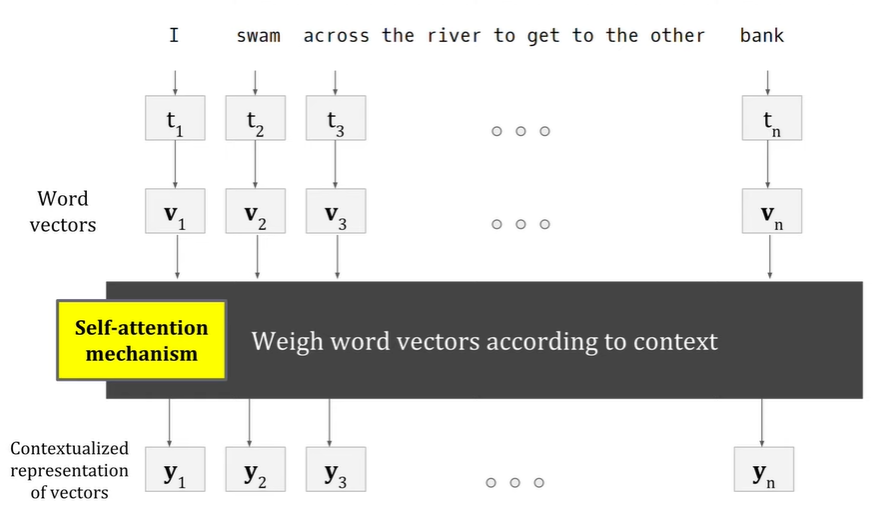 I swam across the river to get to the other bank
t1 t2 t3 tn
Word
vectors
v1 v2 v3 vn
Self-attention
mechanism
Weigh word vectors according to context
Contextualized
representation
of vectors
y1 y2 y3 yn